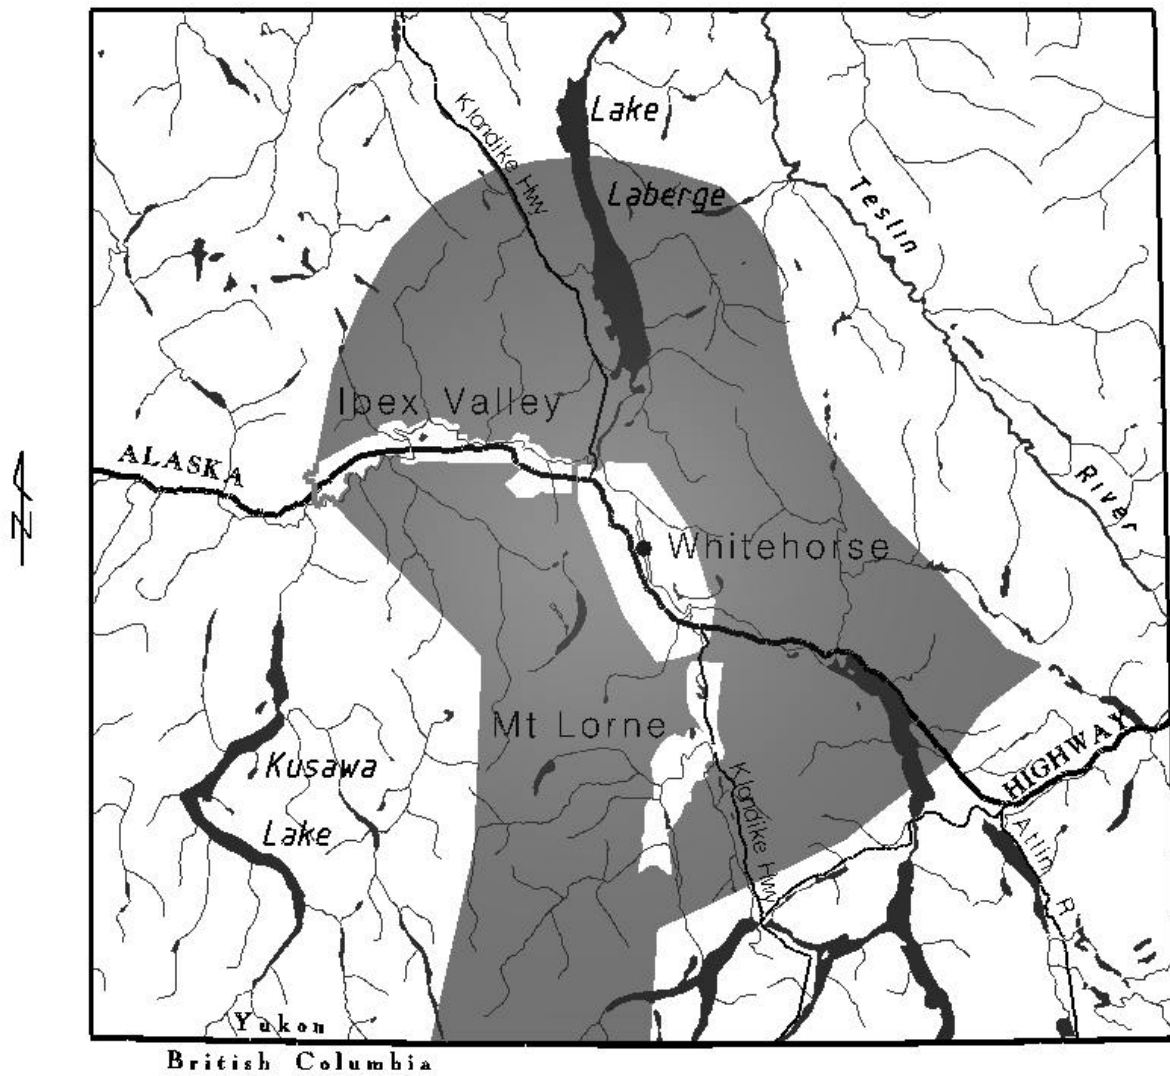 Lake
Klondike Hwy
Laberge
Teslin
Ibex Valley
ALASKA
River
Whitehorse
Mt Lorne
Kusawa
Lake
Klondike Hwy
HIGHWAY
Atlin R
Yukon
British Columbia
N